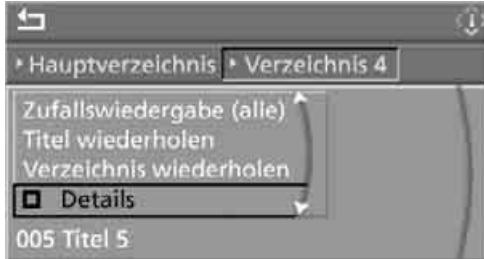 Hauptverzeichnis Verzeichnis 4
Zufallswiedergabe (alle)
Titel wiederholen
Verzeichnis wiederholen
Details
005 Titel 5